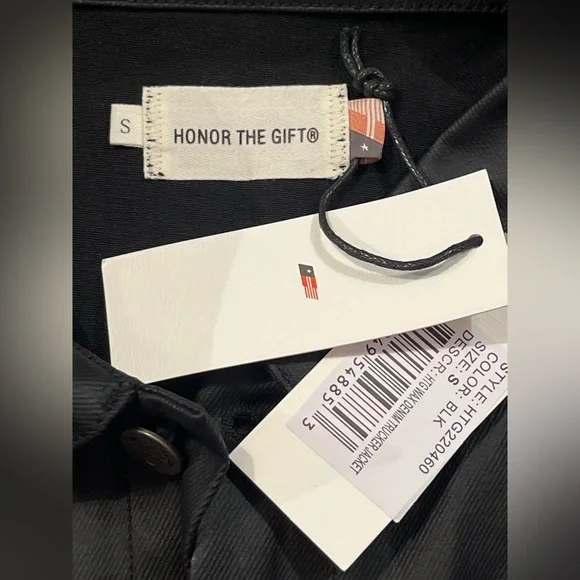 S
HONOR THE GIFT®
STYLE: HTG220460
COLOR: BLK
SIZE: S
DESCR: HTG WAX DENIM TRUCKER JACKET